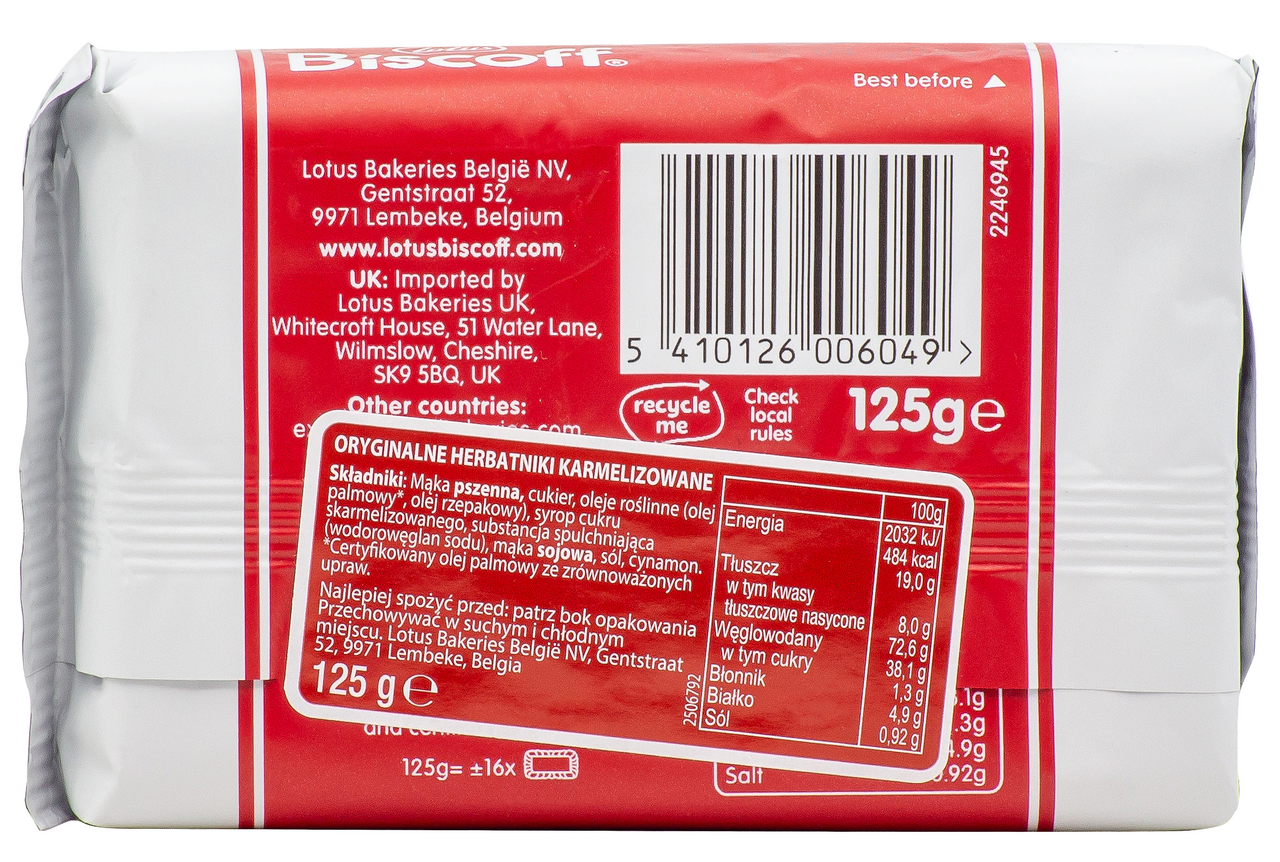 Lotus
Biscoff®
Best before ▲
Lotus Bakeries België NV,
Gentstraat 52,
9971 Lembeke, Belgium
www.lotusbiscoff.com
UK: Imported by
Lotus Bakeries UK,
Whitecroft House, 51 Water Lane,
Wilmslow, Cheshire,
SK9 5BQ, UK
Other countries:
2246945
5 410126 006049 >
recycle
me
Check
local
rules
125g e
ORYGINALNE HERBATNIKI KARMELIZOWANE
Składniki: Mąka pszenna, cukier, oleje roślinne (olej
palmowy*, olej rzepakowy), syrop cukru
skarmelizowanego, substancja spulchniająca
(wodorowęglan sodu), mąka sojowa, sól, cynamon.
*Certyfikowany olej palmowy ze zrównoważonych
upraw.
Najlepiej spożyć przed: patrz bok opakowania
Przechowywać w suchym i chłodnym
miejscu. Lotus Bakeries België NV, Gentstraat
52, 9971 Lembeke, Belgia
125 g e
2506792
100g
Energia 2032 kJ/
484 kcal
Tłuszcz 19,0 g
w tym kwasy
tłuszczowe nasycone 8,0 g
Węglowodany 72,6 g
w tym cukry 38,1 g
Błonnik 1,3 g
Białko 4,9 g
Sól 0,92 g
and
125g= ±16x
.1g
.3g
.9g
Salt .92g